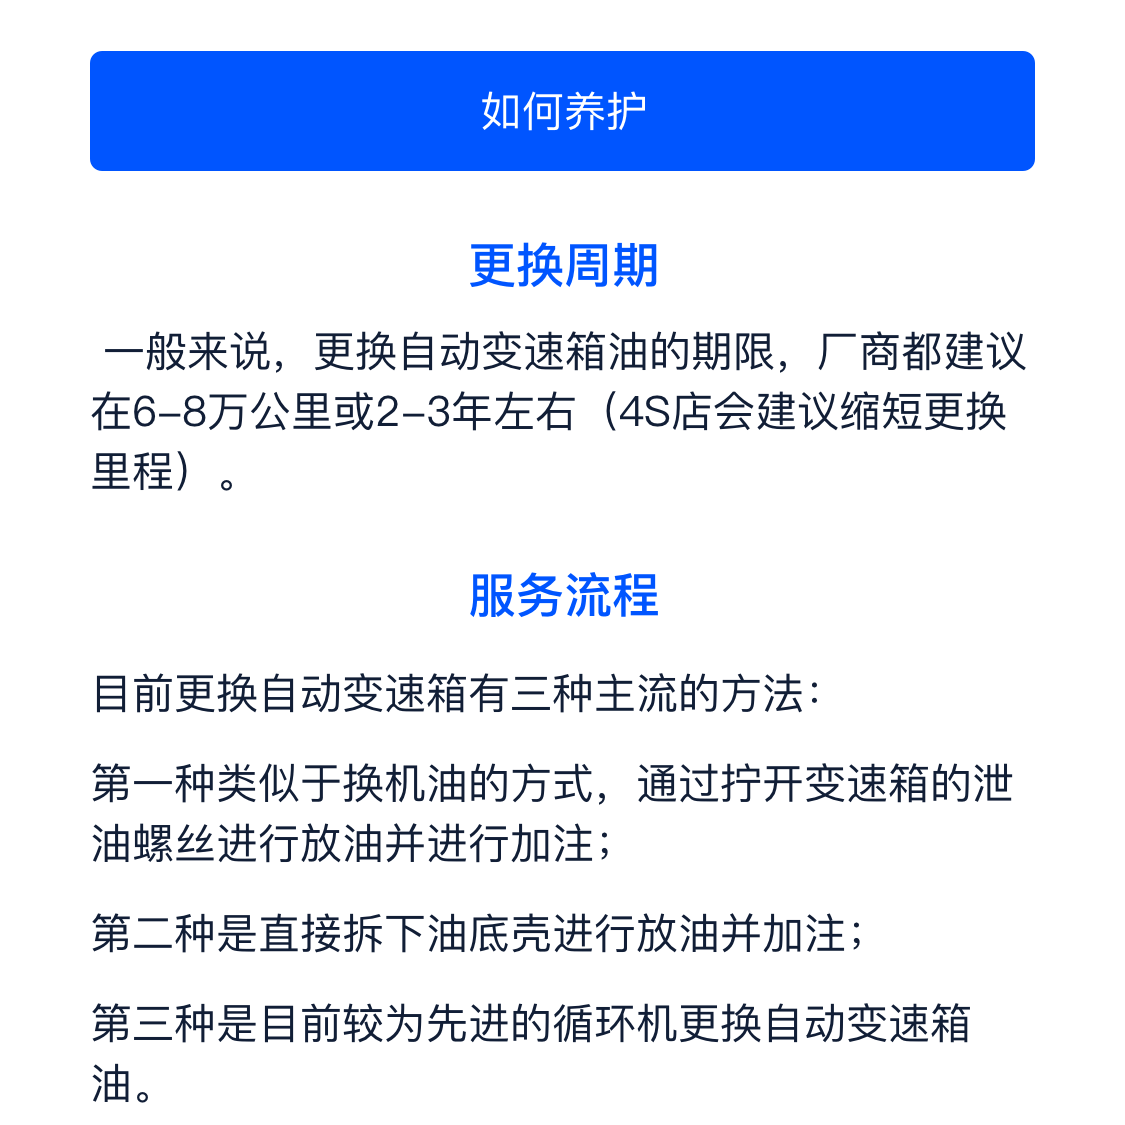 如何养护
更换周期
一般来说，更换自动变速箱油的期限，厂商都建议
在6-8万公里或2-3年左右（4S店会建议缩短更换
里程）。
服务流程
目前更换自动变速箱有三种主流的方法：
第一种类似于换机油的方式，通过拧开变速箱的泄
油螺丝进行放油并进行加注；
第二种是直接拆下油底壳进行放油并加注；
第三种是目前较为先进的循环机更换自动变速箱
油。